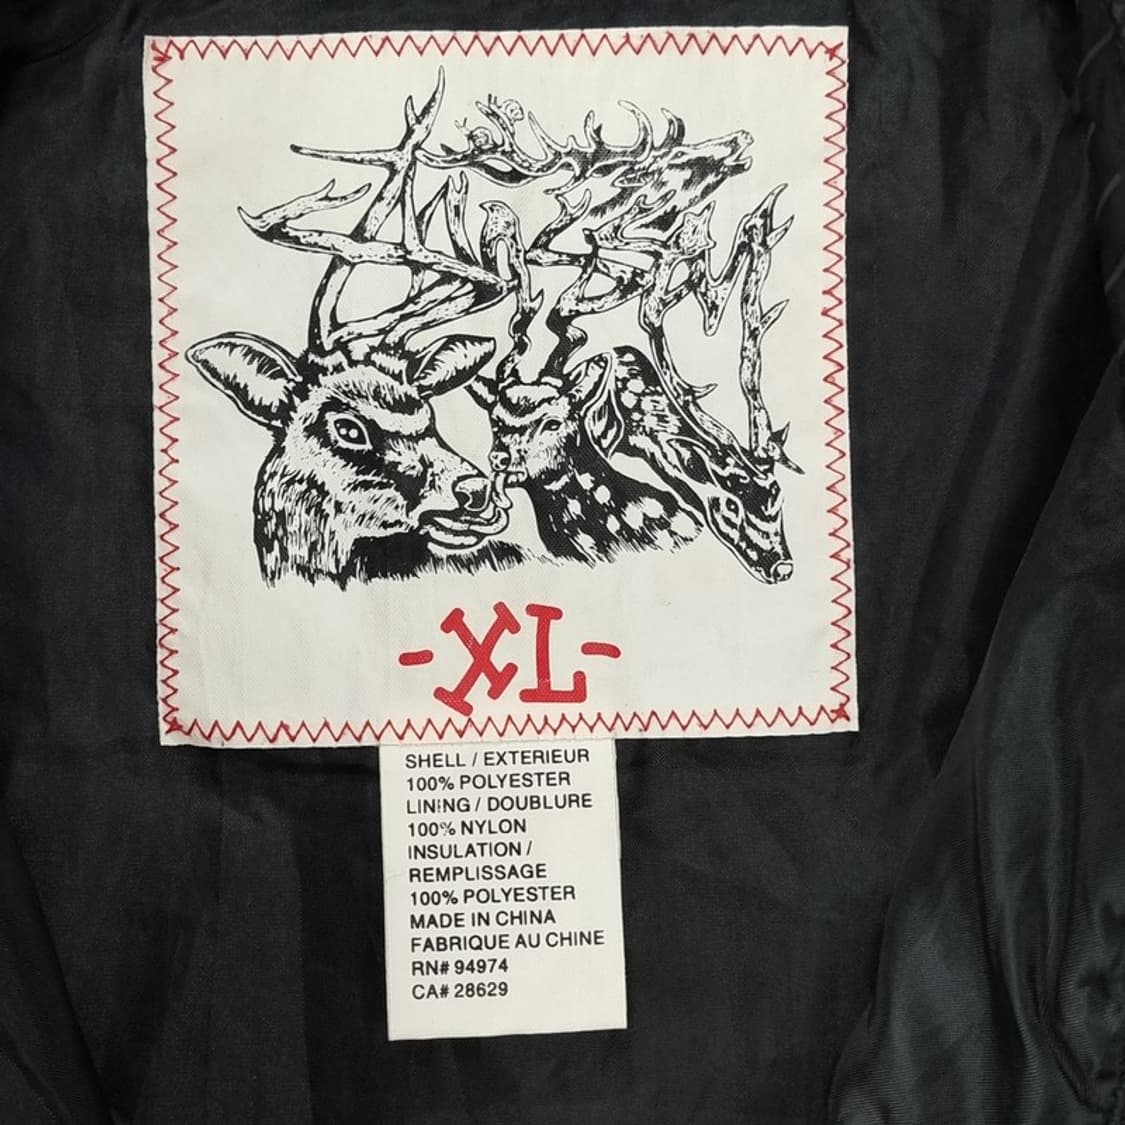 -XL-
SHELL / EXTERIEUR
100% POLYESTER
LINING / DOUBLURE
100% NYLON
INSULATION /
REMPLISSAGE
100% POLYESTER
MADE IN CHINA
FABRIQUE AU CHINE
RN# 94974
CA# 28629